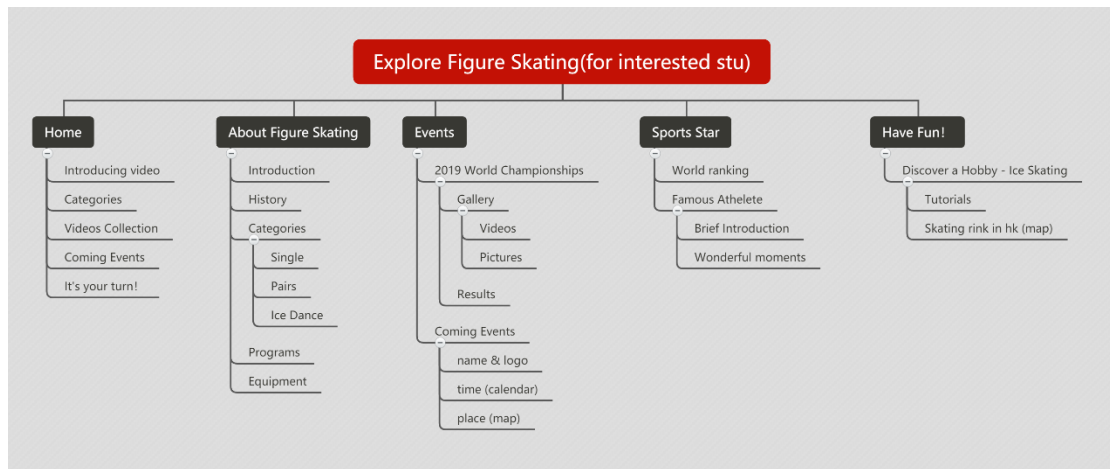 Explore Figure Skating(for interested stu)
Home
Introducing video
Categories
Videos Collection
Coming Events
It's your turn!
About Figure Skating
Introduction
History
Categories
Single
Pairs
Ice Dance
Programs
Equipment
Events
2019 World Championships
Gallery
Videos
Pictures
Results
Coming Events
name & logo
time (calendar)
place (map)
Sports Star
World ranking
Famous Athelete
Brief Introduction
Wonderful moments
Have Fun!
Discover a Hobby - Ice Skating
Tutorials
Skating rink in hk (map)